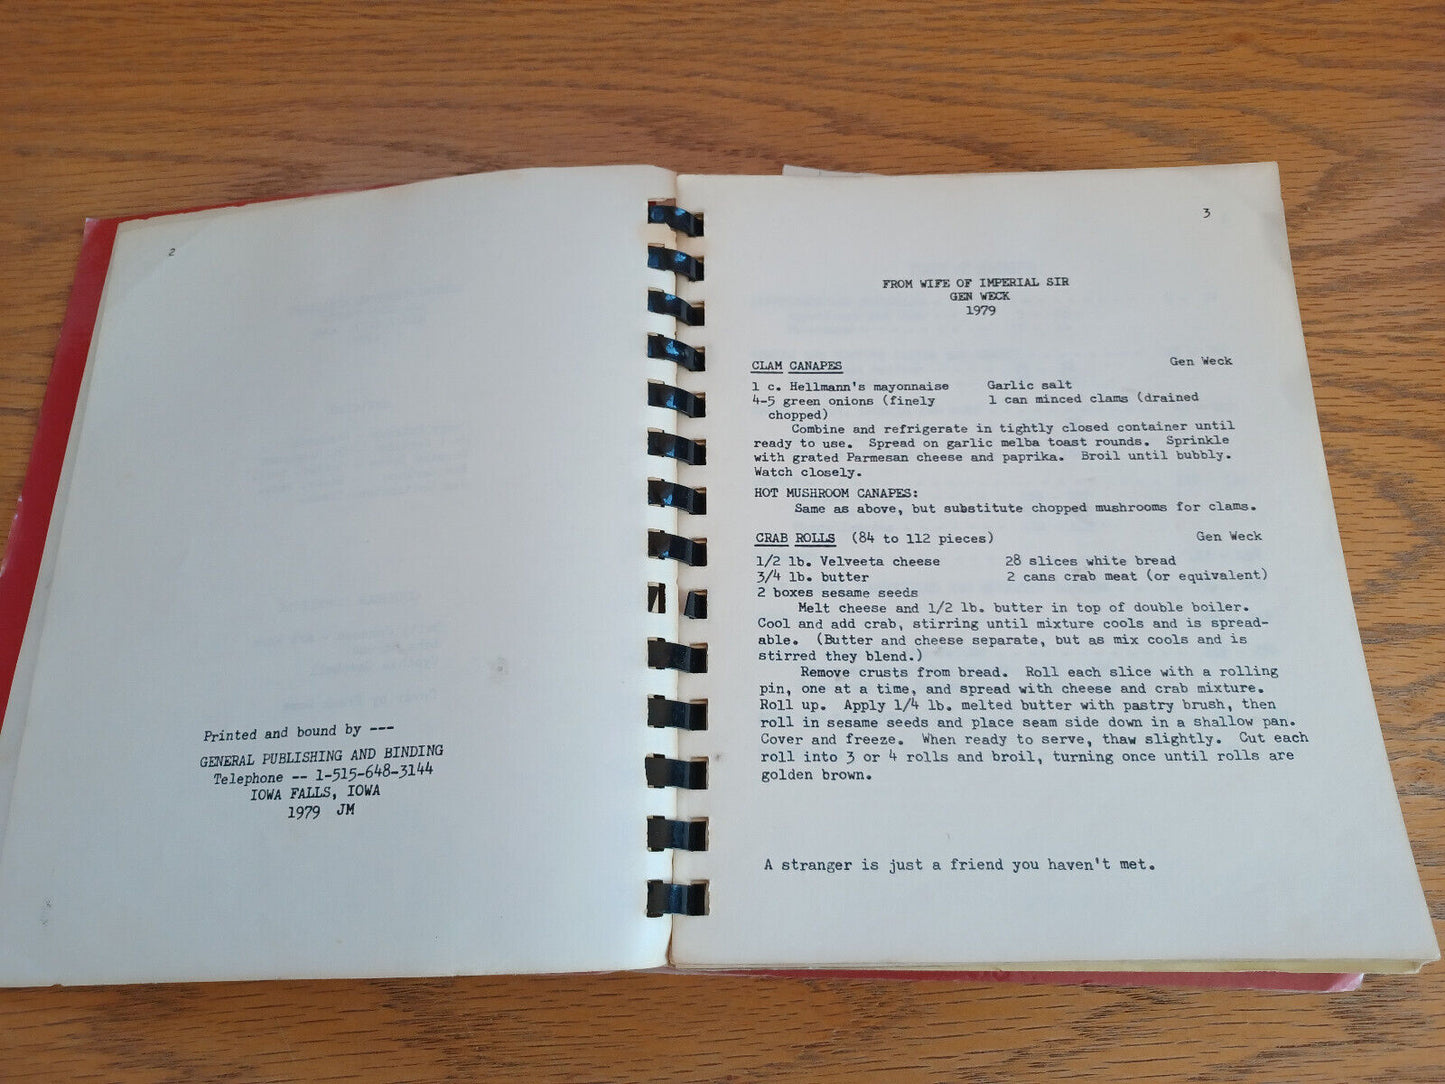 2
Printed and bound by ---
GENERAL PUBLISHING AND BINDING
Telephone -- 1-515-648-3144
IOWA FALLS, IOWA
1979 JM
3
FROM WIFE OF IMPERIAL SIR
GEN WECK
1979
CLAM CANAPES Gen Weck
1 c. Hellmann's mayonnaise Garlic salt
4-5 green onions (finely 1 can minced clams (drained
chopped)
Combine and refrigerate in tightly closed container until
ready to use. Spread on garlic melba toast rounds. Sprinkle
with grated Parmesan cheese and paprika. Broil until bubbly.
Watch closely.
HOT MUSHROOM CANAPES:
Same as above, but substitute chopped mushrooms for clams.
CRAB ROLLS (84 to 112 pieces) Gen Weck
1/2 lb. Velveeta cheese 28 slices white bread
3/4 lb. butter 2 cans crab meat (or equivalent)
2 boxes sesame seeds
Melt cheese and 1/2 lb. butter in top of double boiler.
Cool and add crab, stirring until mixture cools and is spread-
able. (Butter and cheese separate, but as mix cools and is
stirred they blend.)
Remove crusts from bread. Roll each slice with a rolling
pin, one at a time, and spread with cheese and crab mixture.
Roll up. Apply 1/4 lb. melted butter with pastry brush, then
roll in sesame seeds and place seam side down in a shallow pan.
Cover and freeze. When ready to serve, thaw slightly. Cut each
roll into 3 or 4 rolls and broil, turning once until rolls are
golden brown.
A stranger is just a friend you haven't met.